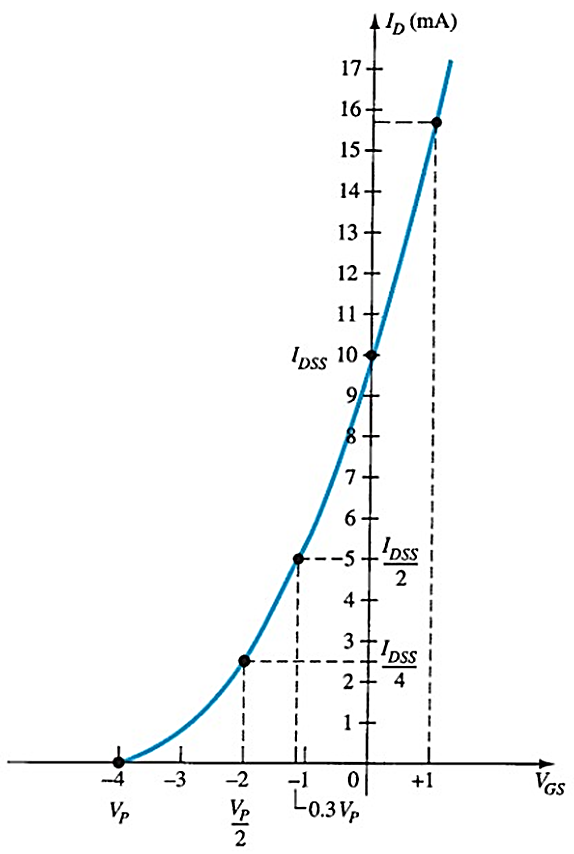 I_D (mA)
17
16
15
14
13
12
11
I_DSS 10
9
8
7
6
5 I_DSS/2
4
3
I_DSS/4
2
1
–4 –3 –2 –1 0 +1 V_GS
V_P V_P/2 0.3 V_P